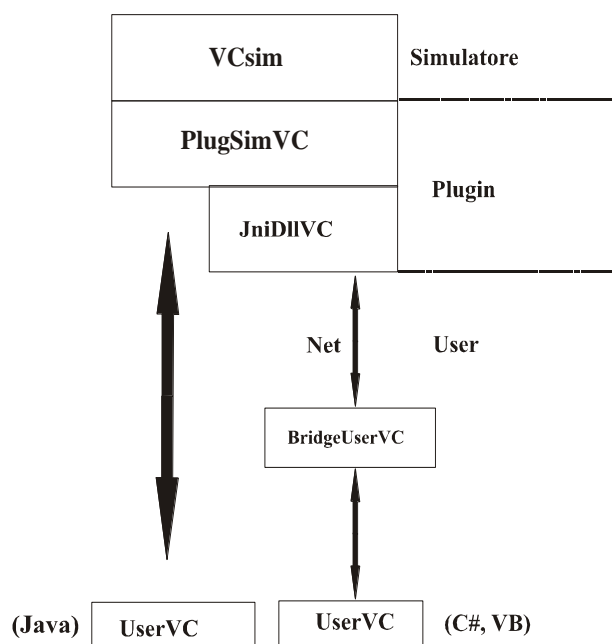 VCsim
Simulatore
PlugSimVC
Plugin
JniDllVC
Net
User
BridgeUserVC
(Java)
UserVC
UserVC
(C#, VB)